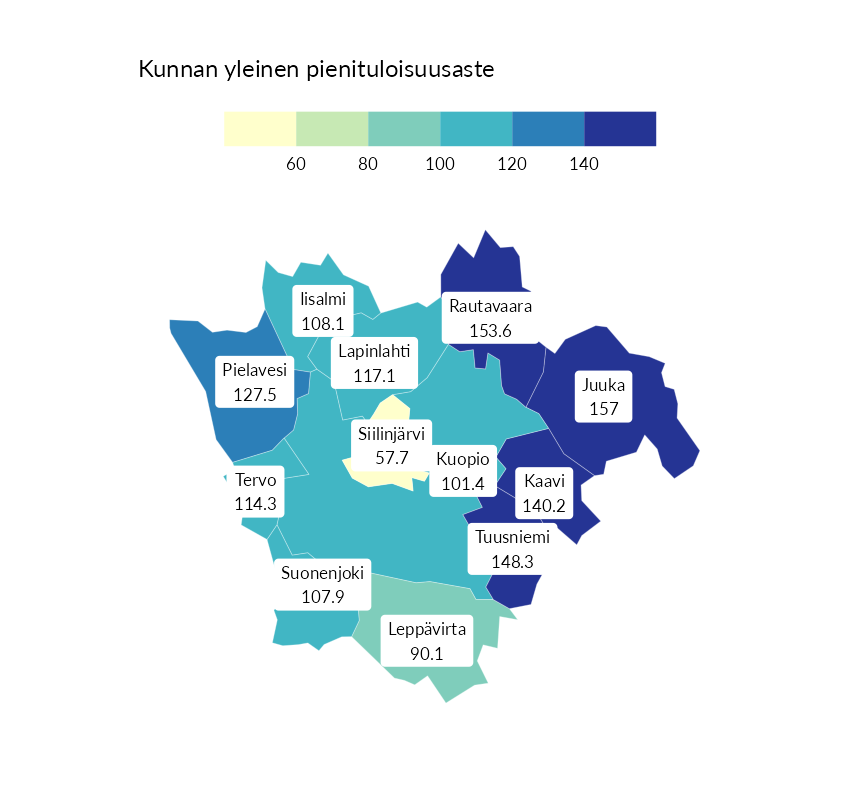 Kunnan yleinen pienituloisuusaste
60 80 100 120 140
Iisalmi
108.1
Rautavaara
153.6
Lapinlahti
117.1
Pielavesi
127.5
Juuka
157
Siilinjärvi
57.7
Kuopio
101.4
Tervo
114.3
Kaavi
140.2
Tuusniemi
148.3
Suonenjoki
107.9
Leppävirta
90.1